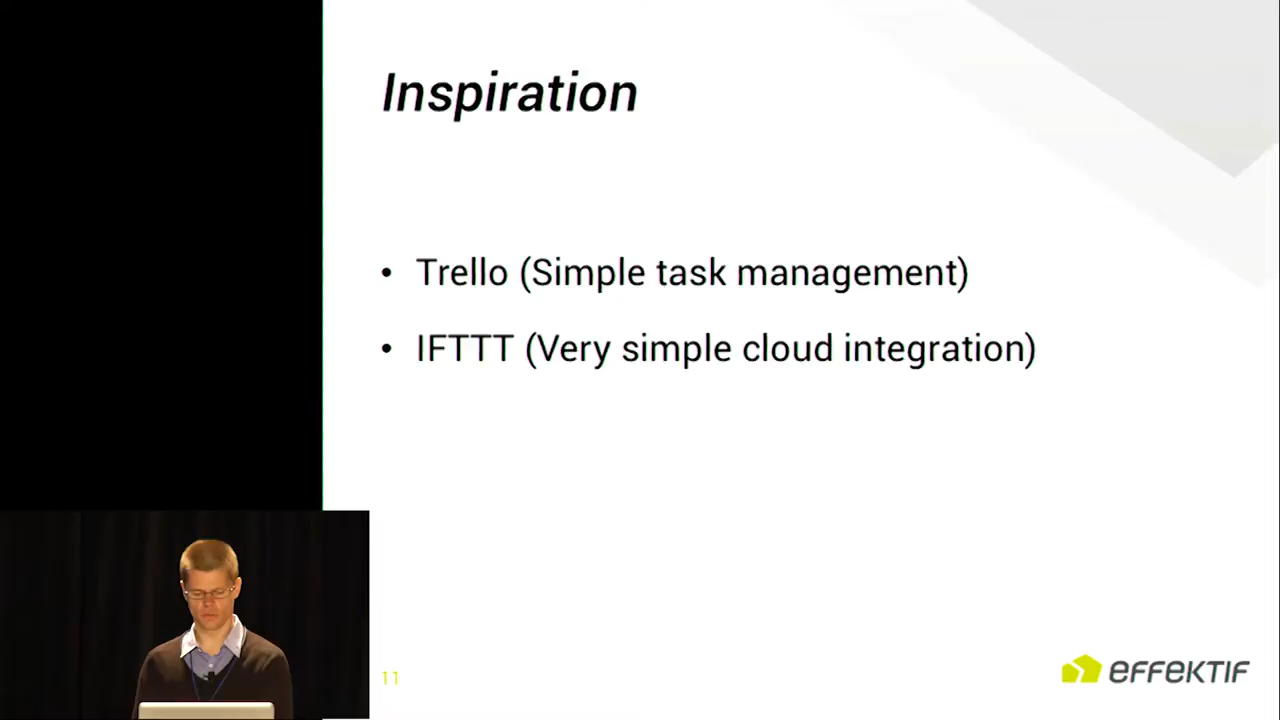 Inspiration
• Trello (Simple task management)
• IFTTT (Very simple cloud integration)
11
EFFEKTIF